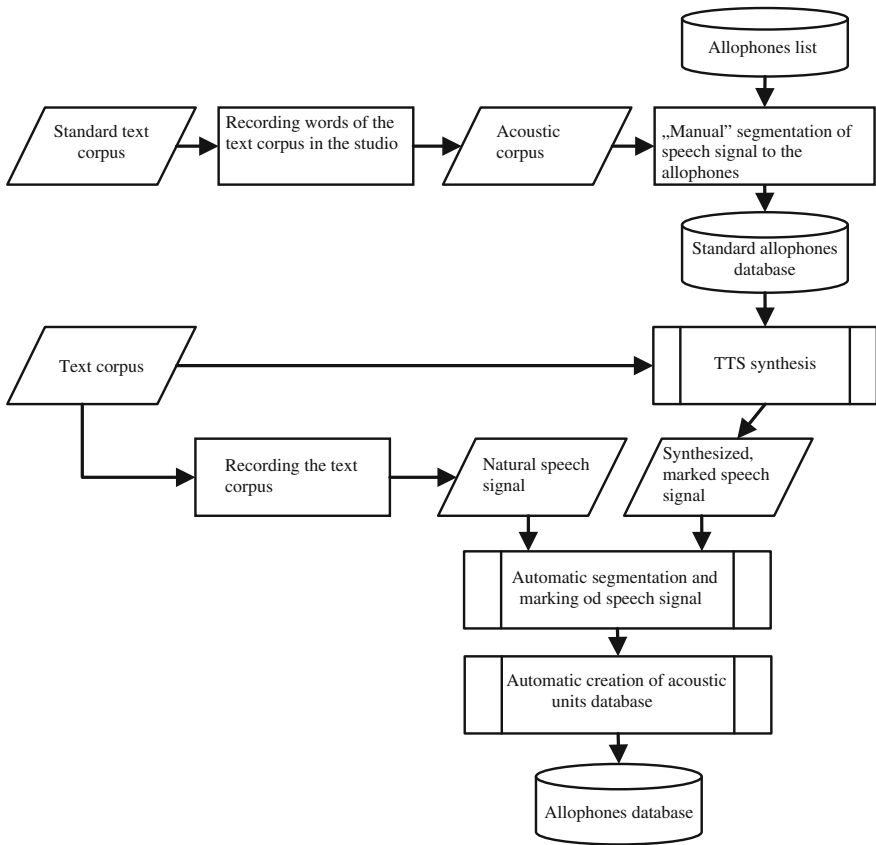 Allophones list
Standard text
corpus
Recording words of the
text corpus in the studio
Acoustic
corpus
„Manual” segmentation of
speech signal to the
allophones
Standard allophones
database
Text corpus
TTS synthesis
Recording the text
corpus
Natural speech
signal
Synthesized,
marked speech
signal
Automatic segmentation and
marking od speech signal
Automatic creation of acoustic
units database
Allophones database